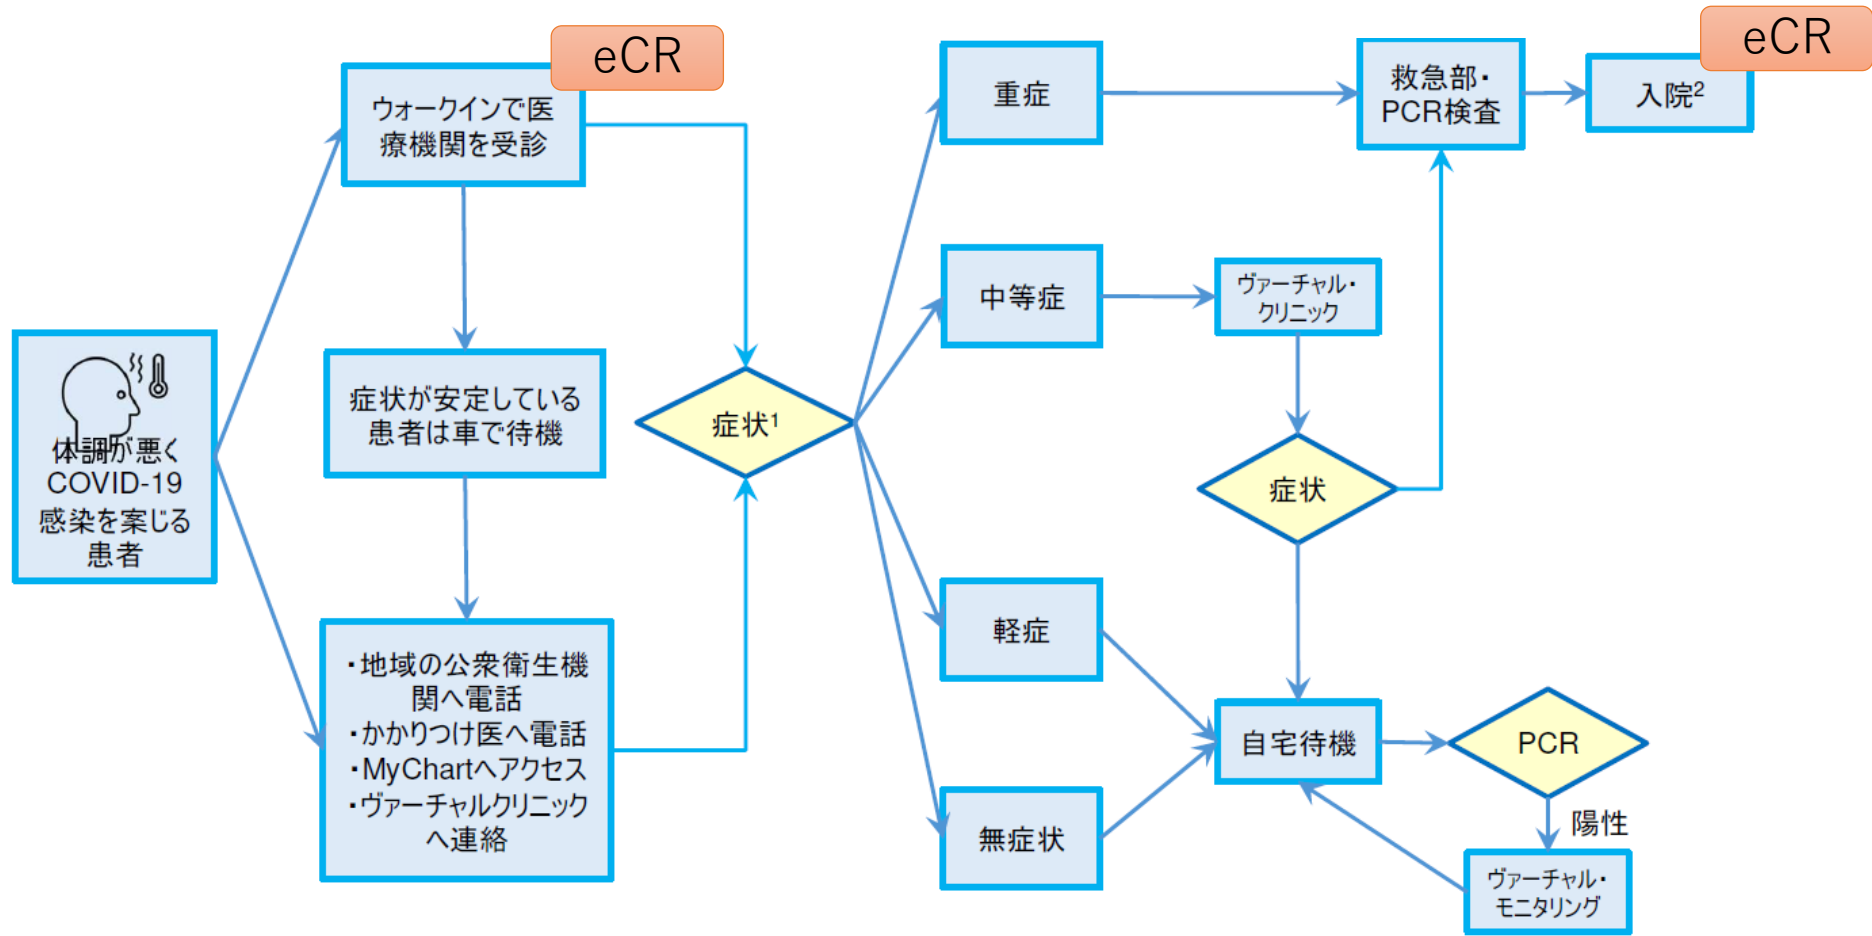 eCR
ウォークインで医
療機関を受診
症状が安定している
患者は車で待機
体調が悪く
COVID-19
感染を案じる
患者
・地域の公衆衛生機
関へ電話
・かかりつけ医へ電話
・MyChartへアクセス
・ヴァーチャルクリニック
へ連絡
症状1
重症
中等症
軽症
無症状
救急部・
PCR検査
eCR
入院2
ヴァーチャル・
クリニック
症状
自宅待機
PCR
陽性
ヴァーチャル・
モニタリング